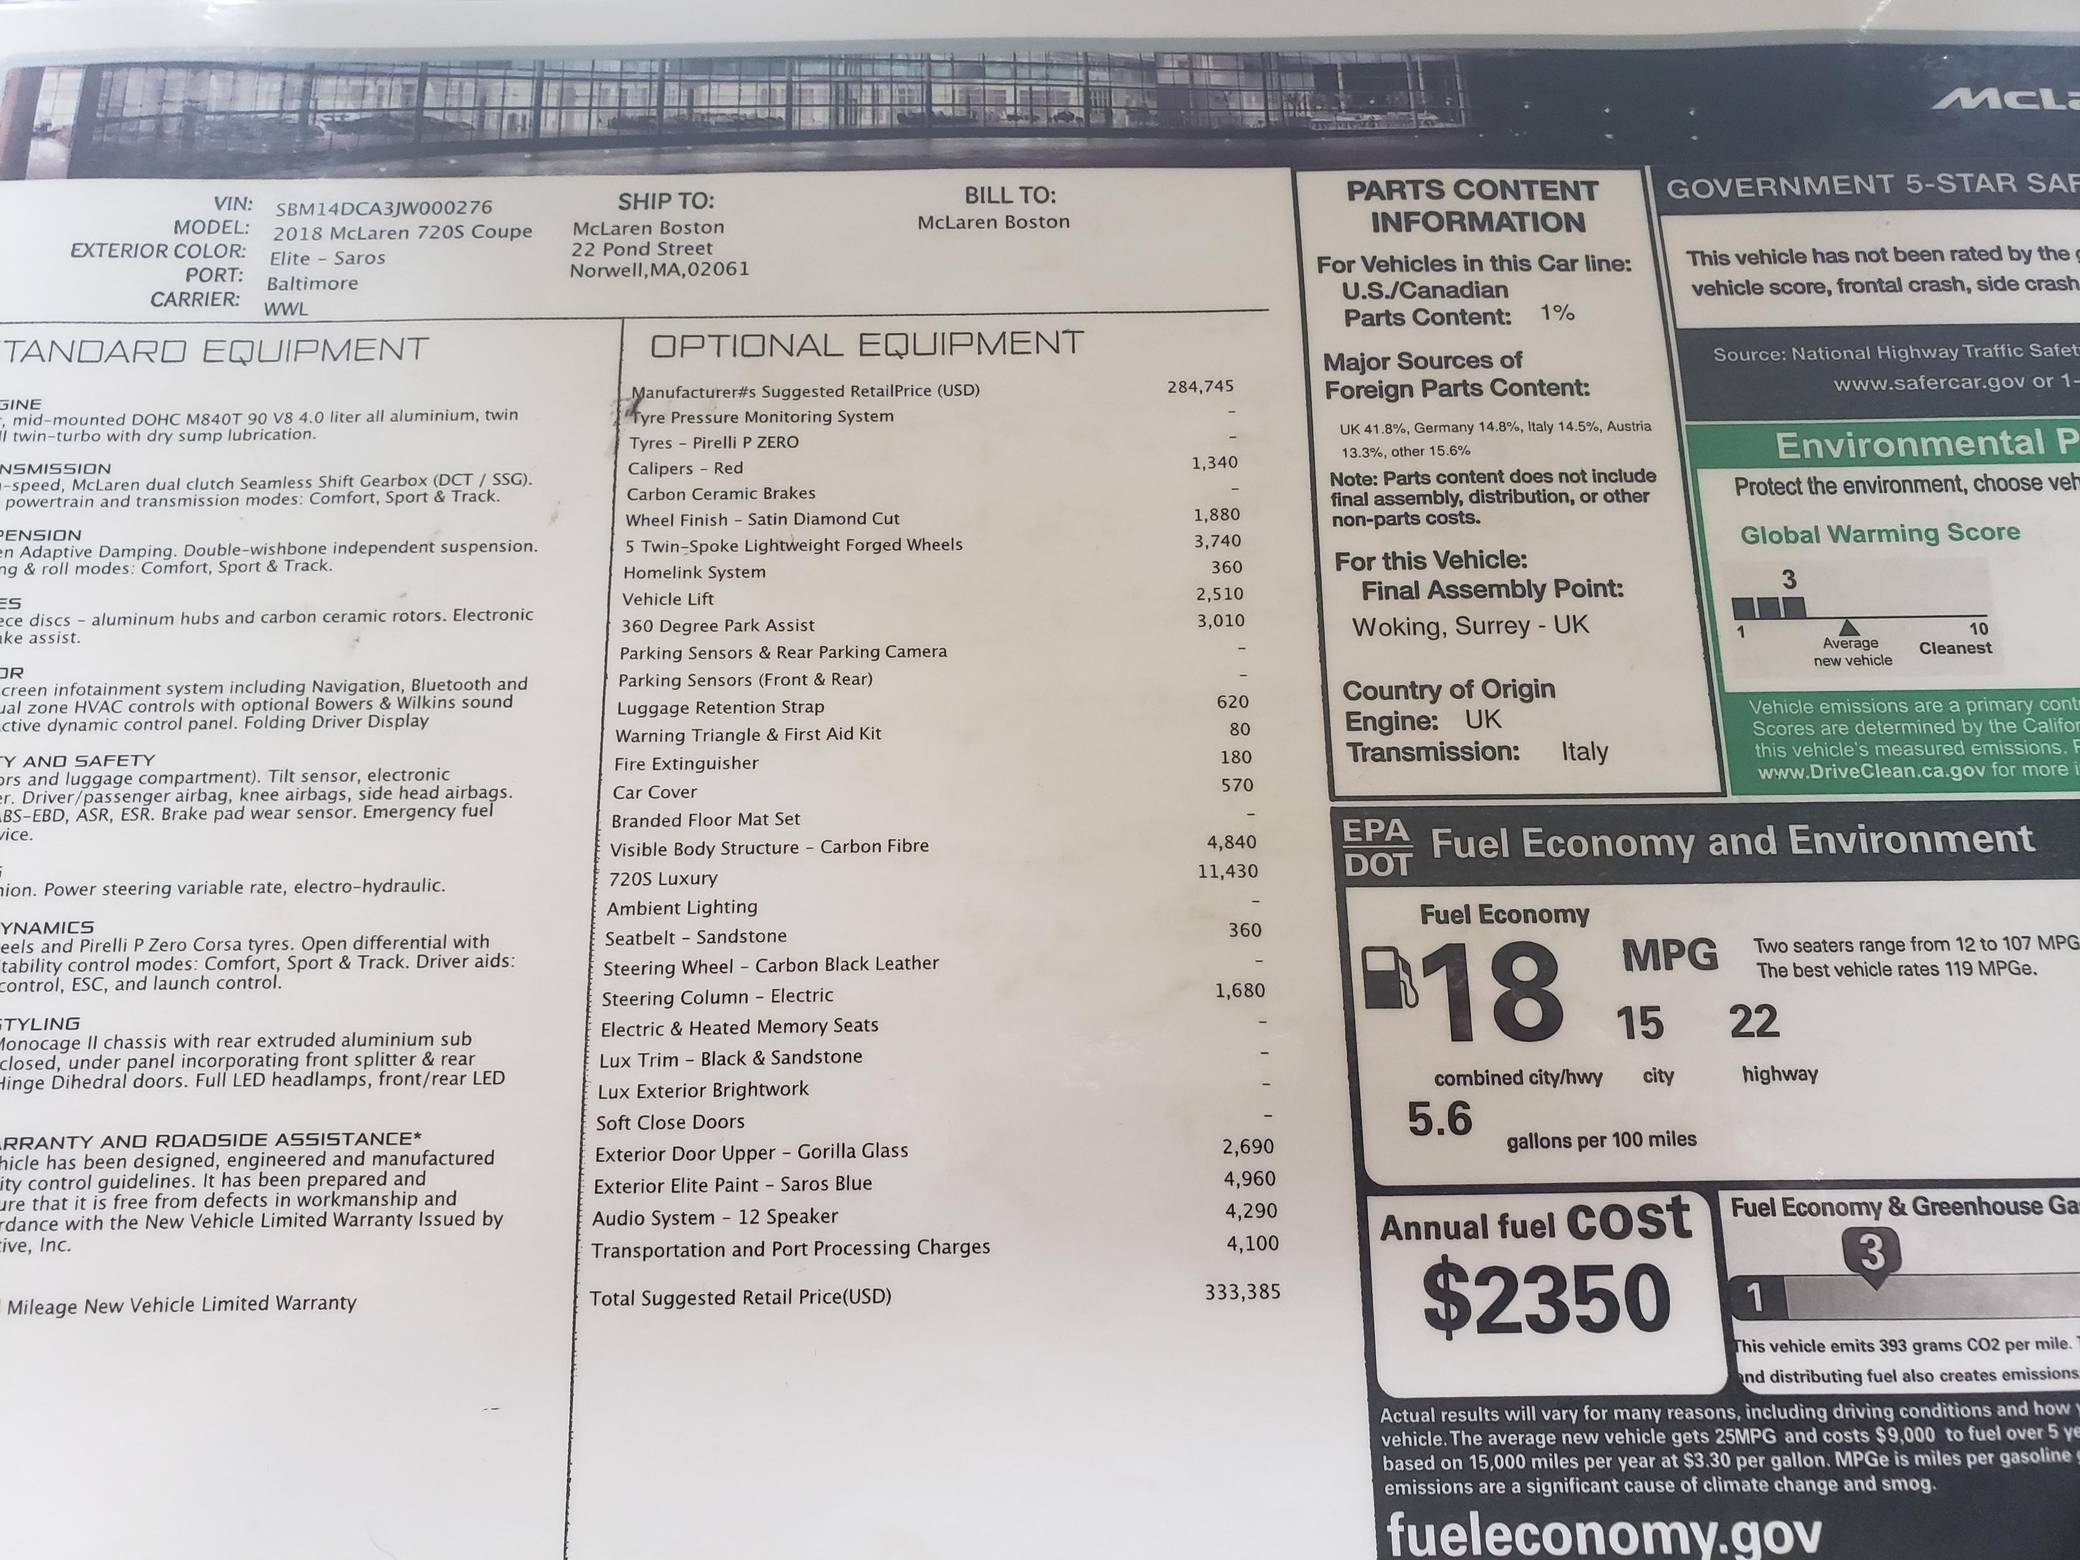 VIN: SBM14DCA3JW000276
MODEL: 2018 McLaren 720S Coupe
EXTERIOR COLOR: Elite - Saros
PORT: Baltimore
CARRIER: WWL
SHIP TO:
McLaren Boston
22 Pond Street
Norwell,MA,02061
BILL TO:
McLaren Boston
TANDARD EQUIPMENT
GINE
, mid-mounted DOHC M840T 90 V8 4.0 liter all aluminium, twin
ll twin-turbo with dry sump lubrication.
NSMISSION
-speed, McLaren dual clutch Seamless Shift Gearbox (DCT / SSG).
powertrain and transmission modes: Comfort, Sport & Track.
PENSION
en Adaptive Damping. Double-wishbone independent suspension.
ng & roll modes: Comfort, Sport & Track.
ES
ece discs - aluminum hubs and carbon ceramic rotors. Electronic
ake assist.
OR
creen infotainment system including Navigation, Bluetooth and
ual zone HVAC controls with optional Bowers & Wilkins sound
ctive dynamic control panel. Folding Driver Display
TY AND SAFETY
ors and luggage compartment). Tilt sensor, electronic
er. Driver/passenger airbag, knee airbags, side head airbags.
ABS-EBD, ASR, ESR. Brake pad wear sensor. Emergency fuel
vice.
nion. Power steering variable rate, electro-hydraulic.
YNAMICS
eels and Pirelli P Zero Corsa tyres. Open differential with
tability control modes: Comfort, Sport & Track. Driver aids:
control, ESC, and launch control.
STYLING
Monocage II chassis with rear extruded aluminium sub
closed, under panel incorporating front splitter & rear
Hinge Dihedral doors. Full LED headlamps, front/rear LED
ARRANTY AND ROADSIDE ASSISTANCE*
hicle has been designed, engineered and manufactured
ity control guidelines. It has been prepared and
ure that it is free from defects in workmanship and
rdance with the New Vehicle Limited Warranty Issued by
tive, Inc.
Mileage New Vehicle Limited Warranty
OPTIONAL EQUIPMENT
Manufacturer#s Suggested RetailPrice (USD) 284,745
Tyre Pressure Monitoring System -
Tyres - Pirelli P ZERO -
Calipers - Red 1,340
Carbon Ceramic Brakes -
Wheel Finish - Satin Diamond Cut 1,880
5 Twin-Spoke Lightweight Forged Wheels 3,740
Homelink System 360
Vehicle Lift 2,510
360 Degree Park Assist 3,010
Parking Sensors & Rear Parking Camera -
Parking Sensors (Front & Rear) -
Luggage Retention Strap 620
Warning Triangle & First Aid Kit 80
Fire Extinguisher 180
Car Cover 570
Branded Floor Mat Set -
Visible Body Structure - Carbon Fibre 4,840
720S Luxury 11,430
Ambient Lighting -
Seatbelt - Sandstone 360
Steering Wheel - Carbon Black Leather -
Steering Column - Electric 1,680
Electric & Heated Memory Seats -
Lux Trim - Black & Sandstone -
Lux Exterior Brightwork -
Soft Close Doors -
Exterior Door Upper - Gorilla Glass 2,690
Exterior Elite Paint - Saros Blue 4,960
Audio System - 12 Speaker 4,290
Transportation and Port Processing Charges 4,100
Total Suggested Retail Price(USD) 333,385
McLa
PARTS CONTENT
INFORMATION
For Vehicles in this Car line:
U.S./Canadian
Parts Content: 1%
Major Sources of
Foreign Parts Content:
UK 41.8%, Germany 14.8%, Italy 14.5%, Austria
13.3%, other 15.6%
Note: Parts content does not include
final assembly, distribution, or other
non-parts costs.
For this Vehicle:
Final Assembly Point:
Woking, Surrey - UK
Country of Origin
Engine: UK
Transmission: Italy
GOVERNMENT 5-STAR SAF
This vehicle has not been rated by the g
vehicle score, frontal crash, side crash
Source: National Highway Traffic Safet
www.safercar.gov or 1-
Environmental P
Protect the environment, choose veh
Global Warming Score
3
1 10
Average
new vehicle
Cleanest
Vehicle emissions are a primary cont
Scores are determined by the Califor
this vehicle's measured emissions. P
www.DriveClean.ca.gov for more i
EPA
DOT
Fuel Economy and Environment
Fuel Economy
18 MPG
Two seaters range from 12 to 107 MPG
The best vehicle rates 119 MPGe.
15 22
combined city/hwy city highway
5.6 gallons per 100 miles
Annual fuel cost
$2350
Fuel Economy & Greenhouse Ga
3
1
This vehicle emits 393 grams CO2 per mile. T
and distributing fuel also creates emissions
Actual results will vary for many reasons, including driving conditions and how y
vehicle. The average new vehicle gets 25MPG and costs $9,000 to fuel over 5 ye
based on 15,000 miles per year at $3.30 per gallon. MPGe is miles per gasoline g
emissions are a significant cause of climate change and smog.
fueleconomy.gov